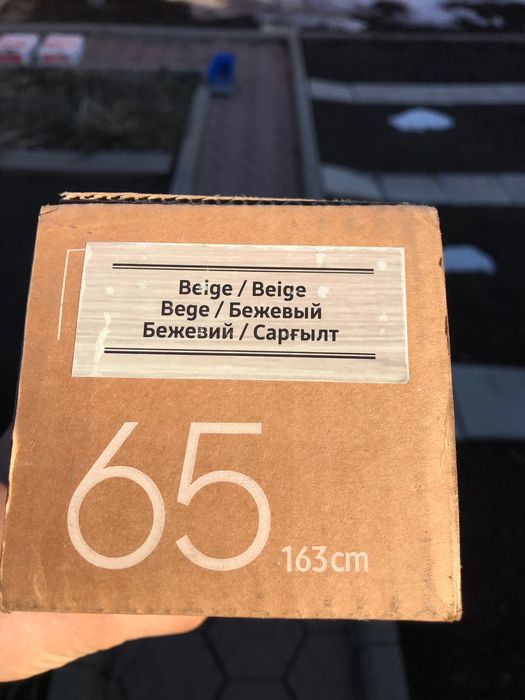 Beige / Beige
Bege / Бежевый
Бежевий / Сарғылт
65
163cm